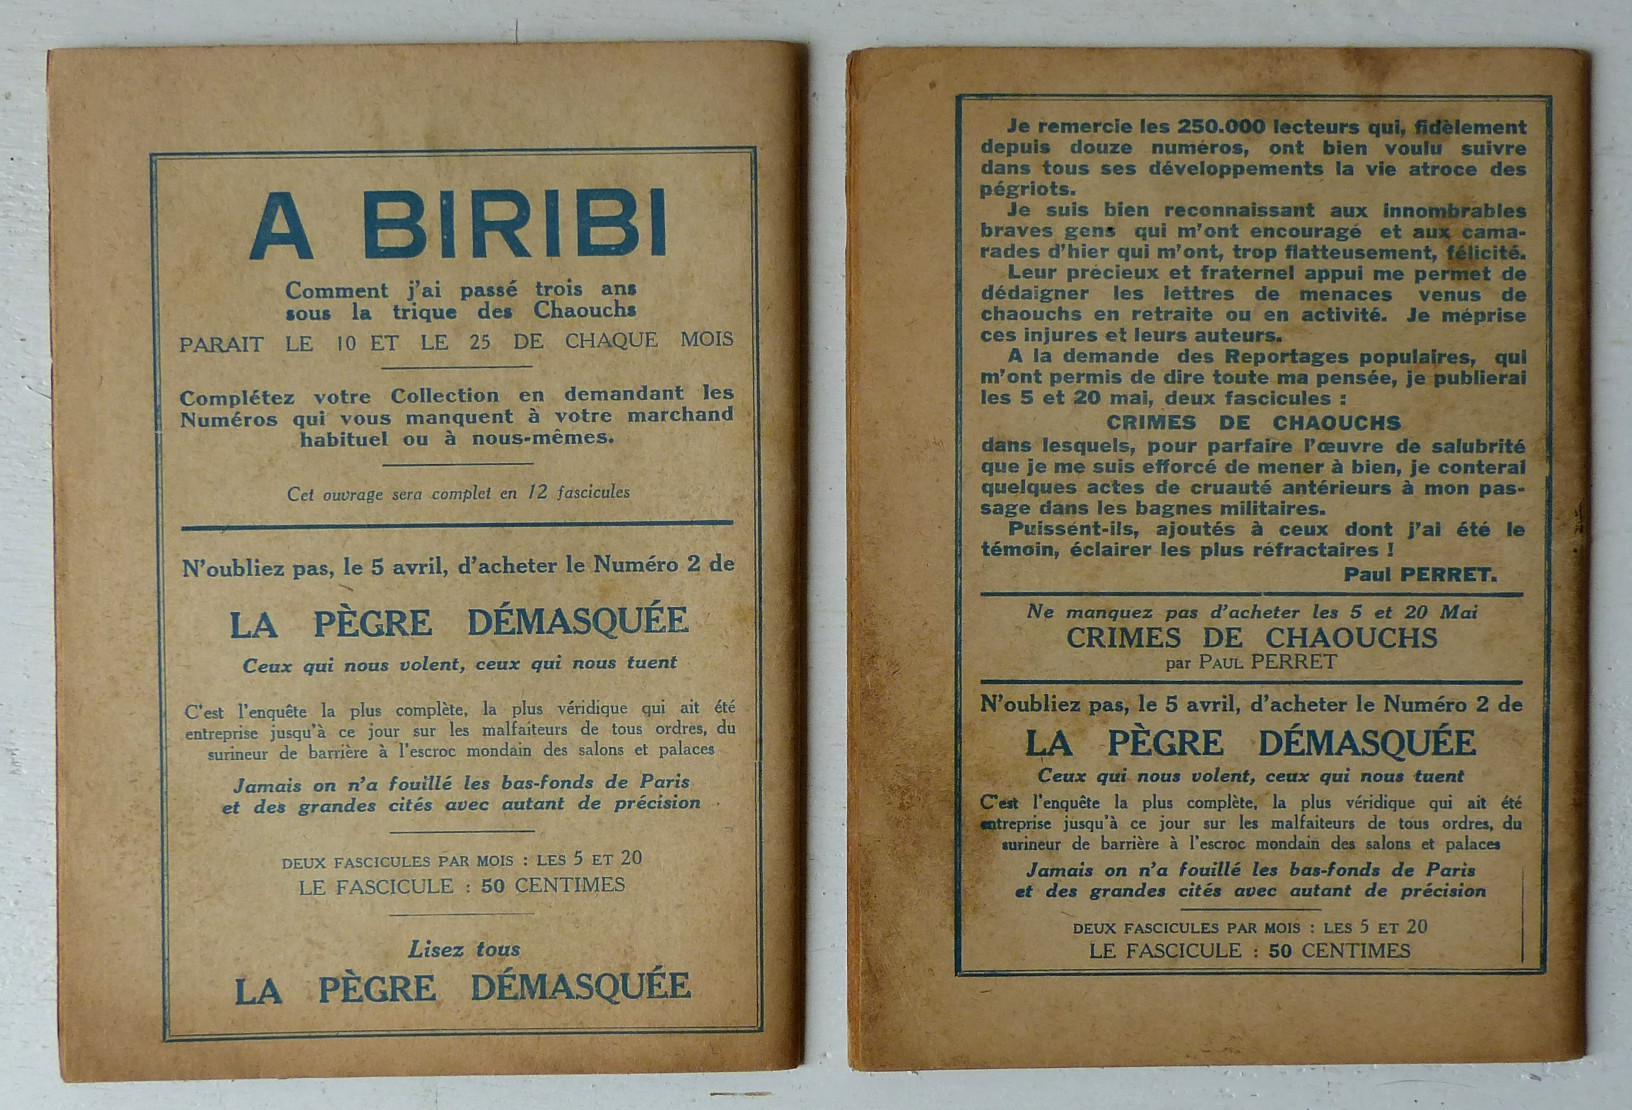 A BIRIBI
Comment j'ai passé trois ans
sous la trique des Chaouchs
PARAIT LE 10 ET LE 25 DE CHAQUE MOIS
Complétez votre Collection en demandant les
Numéros qui vous manquent à votre marchand
habituel ou à nous-mêmes.
Cet ouvrage sera complet en 12 fascicules
N'oubliez pas, le 5 avril, d'acheter le Numéro 2 de
LA PÈGRE DÉMASQUÉE
Ceux qui nous volent, ceux qui nous tuent
C'est l'enquête la plus complète, la plus véridique qui ait été
entreprise jusqu'à ce jour sur les malfaiteurs de tous ordres, du
surineur de barrière à l'escroc mondain des salons et palaces
Jamais on n'a fouillé les bas-fonds de Paris
et des grandes cités avec autant de précision
DEUX FASCICULES PAR MOIS : LES 5 ET 20
LE FASCICULE : 50 CENTIMES
Lisez tous
LA PÈGRE DÉMASQUÉE
Je remercie les 250.000 lecteurs qui, fidèlement
depuis douze numéros, ont bien voulu suivre
dans tous ses développements la vie atroce des
pégriots.
Je suis bien reconnaissant aux innombrables
braves gens qui m'ont encouragé et aux cama-
rades d'hier qui m'ont, trop flatteusement, félicité.
Leur précieux et fraternel appui me permet de
dédaigner les lettres de menaces venus de
chaouchs en retraite ou en activité. Je méprise
ces injures et leurs auteurs.
A la demande des Reportages populaires, qui
m'ont permis de dire toute ma pensée, je publierai
les 5 et 20 mai, deux fascicules :
CRIMES DE CHAOUCHS
dans lesquels, pour parfaire l'œuvre de salubrité
que je me suis efforcé de mener à bien, je conterai
quelques actes de cruauté antérieurs à mon pas-
sage dans les bagnes militaires.
Puissent-ils, ajoutés à ceux dont j'ai été le
témoin, éclairer les plus réfractaires !
Paul PERRET.
Ne manquez pas d'acheter les 5 et 20 Mai
CRIMES DE CHAOUCHS
par PAUL PERRET
N'oubliez pas, le 5 avril, d'acheter le Numéro 2 de
LA PÈGRE DÉMASQUÉE
Ceux qui nous volent, ceux qui nous tuent
C'est l'enquête la plus complète, la plus véridique qui ait été
entreprise jusqu'à ce jour sur les malfaiteurs de tous ordres, du
surineur de barrière à l'escroc mondain des salons et palaces
Jamais on n'a fouillé les bas-fonds de Paris
et des grandes cités avec autant de précision
DEUX FASCICULES PAR MOIS : LES 5 ET 20
LE FASCICULE : 50 CENTIMES